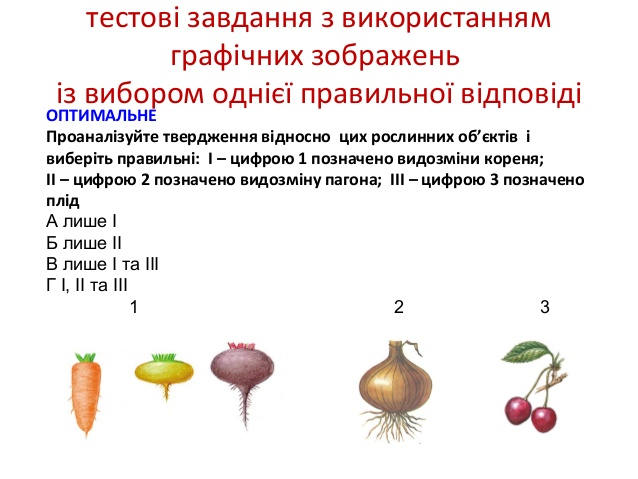 тестові завдання з використанням
графічних зображень
із вибором однієї правильної відповіді
ОПТИМАЛЬНЕ
Проаналізуйте твердження відносно цих рослинних об’єктів і
виберіть правильні: І – цифрою 1 позначено видозміни кореня;
ІІ – цифрою 2 позначено видозміну пагона; ІІІ – цифрою 3 позначено
плід
А лише І
Б лише ІІ
В лише І та ІІІ
Г І, ІІ та ІІІ
1 2 3